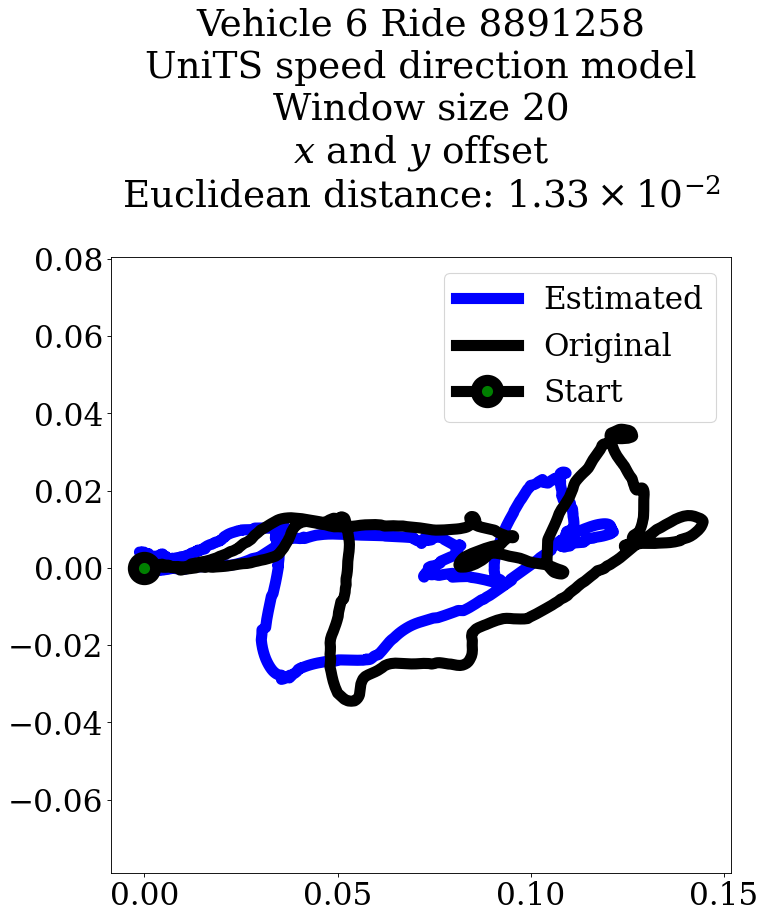 Vehicle 6 Ride 8891258
UniTS speed direction model
Window size 20
x and y offset
Euclidean distance: 1.33 × 10⁻²
Estimated
Original
Start
0.08
0.06
0.04
0.02
0.00
−0.02
−0.04
−0.06
0.00 0.05 0.10 0.15